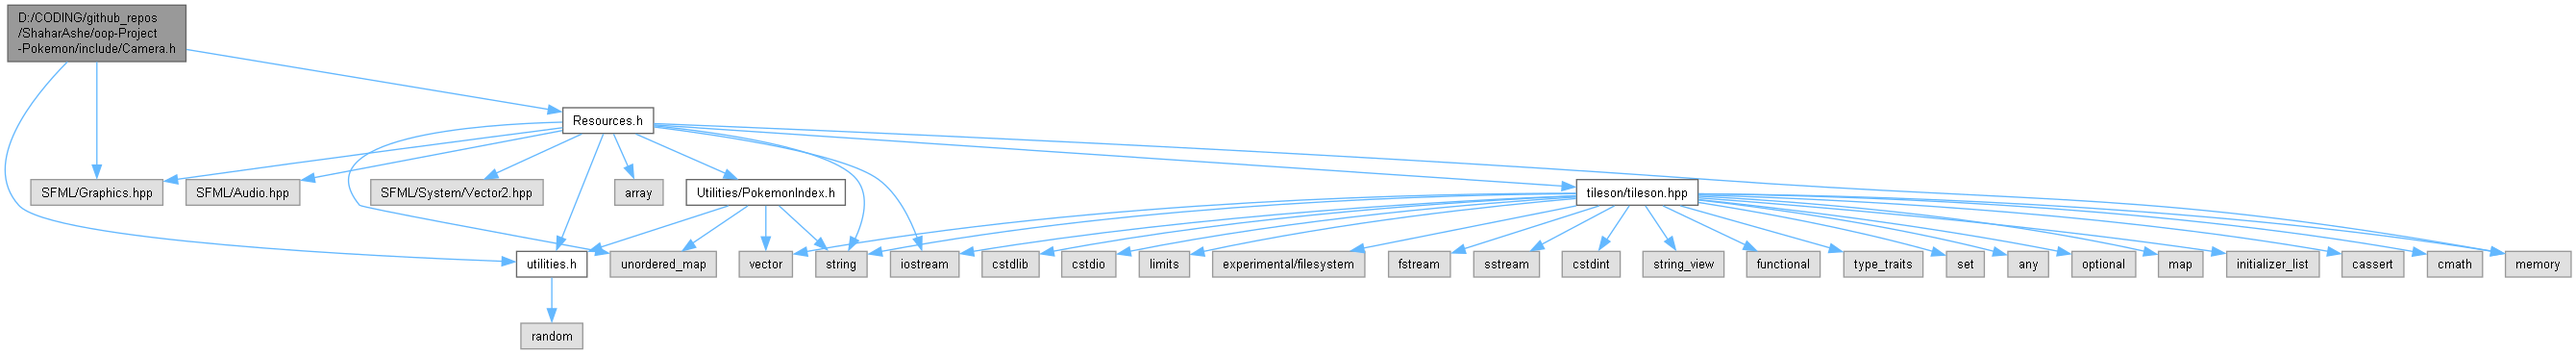 D:/CODING/github_repos
/ShaharAshe/oop-Project
-Pokemon/include/Camera.h
Resources.h
SFML/Graphics.hpp
SFML/Audio.hpp
SFML/System/Vector2.hpp
array
Utilities/PokemonIndex.h
tileson/tileson.hpp
utilities.h
unordered_map
vector
string
iostream
cstdlib
cstdio
limits
experimental/filesystem
fstream
sstream
cstdint
string_view
functional
type_traits
set
any
optional
map
initializer_list
cassert
cmath
memory
random